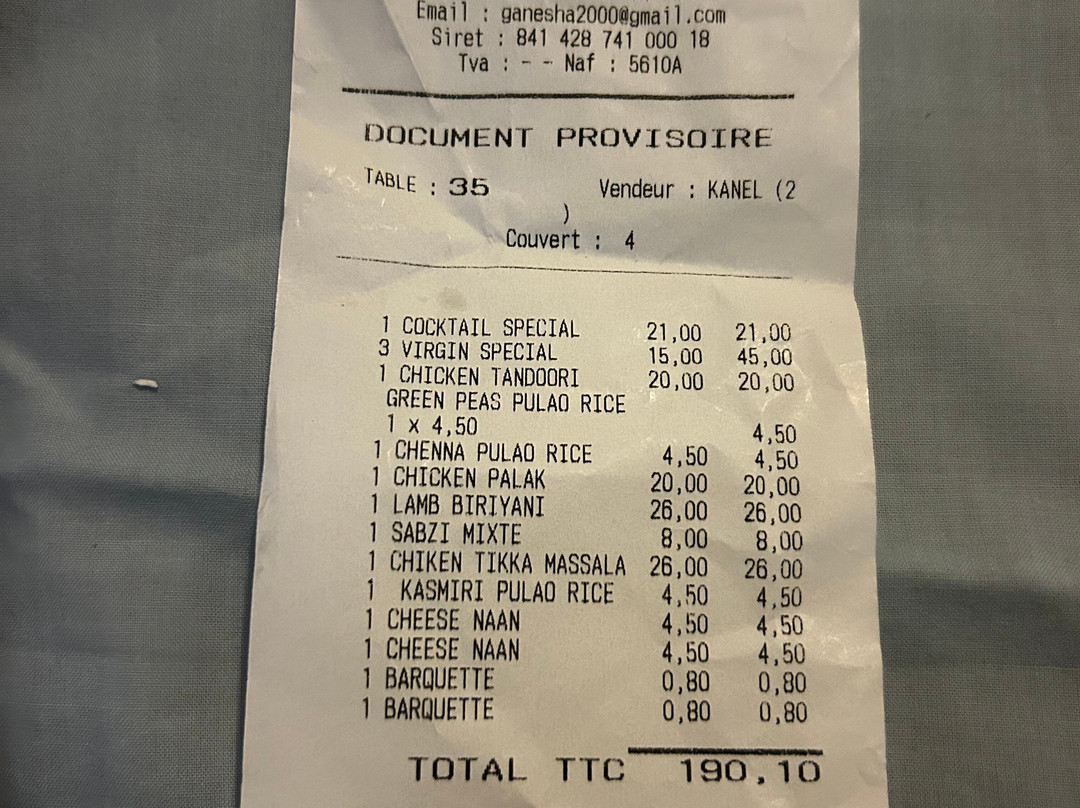 Email : ganesha2000@gmail.com
Siret : 841 428 741 000 18
Tva : - - Naf : 5610A
DOCUMENT PROVISOIRE
TABLE : 35 Vendeur : KANEL (2
)
Couvert : 4
1 COCKTAIL SPECIAL 21,00 21,00
3 VIRGIN SPECIAL 15,00 45,00
1 CHICKEN TANDOORI 20,00 20,00
GREEN PEAS PULAO RICE
1 x 4,50 4,50
1 CHENNA PULAO RICE 4,50 4,50
1 CHICKEN PALAK 20,00 20,00
1 LAMB BIRIYANI 26,00 26,00
1 SABZI MIXTE 8,00 8,00
1 CHIKEN TIKKA MASSALA 26,00 26,00
1 KASMIRI PULAO RICE 4,50 4,50
1 CHEESE NAAN 4,50 4,50
1 CHEESE NAAN 4,50 4,50
1 BARQUETTE 0,80 0,80
1 BARQUETTE 0,80 0,80
TOTAL TTC 190,10